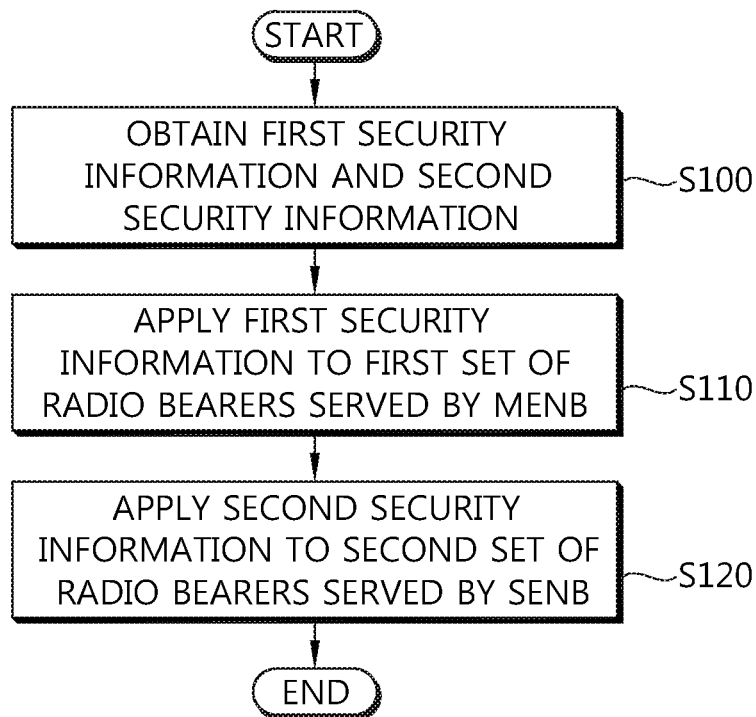 START
OBTAIN FIRST SECURITY
INFORMATION AND SECOND
SECURITY INFORMATION
S100
APPLY FIRST SECURITY
INFORMATION TO FIRST SET OF
RADIO BEARERS SERVED BY MENB
S110
APPLY SECOND SECURITY
INFORMATION TO SECOND SET OF
RADIO BEARERS SERVED BY SENB
S120
END